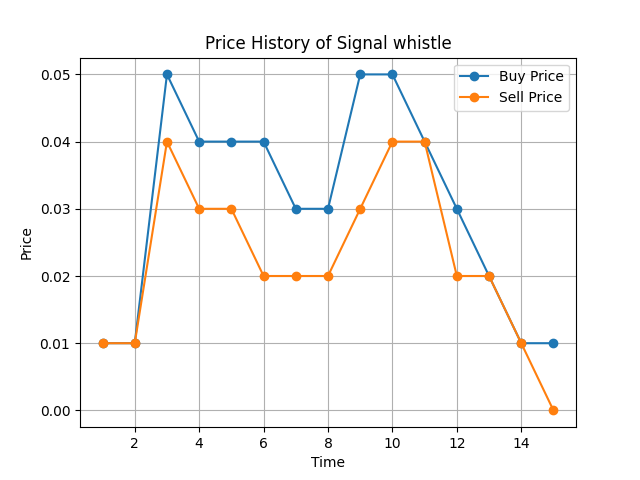 Price History of Signal whistle
Buy Price
Sell Price
Price
0.05
0.04
0.03
0.02
0.01
0.00
2 4 6 8 10 12 14
Time